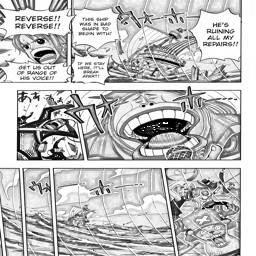 HE'S
RUINING
ALL MY
REPAIRS!!
THIS SHIP
WAS IN BAD
SHAPE TO
BEGIN WITH!
IF WE STAY
HERE, IT'LL
BREAK
APART!
REVERSE!!
REVERSE!!
GET US OUT
OF RANGE OF
HIS VOICE!!